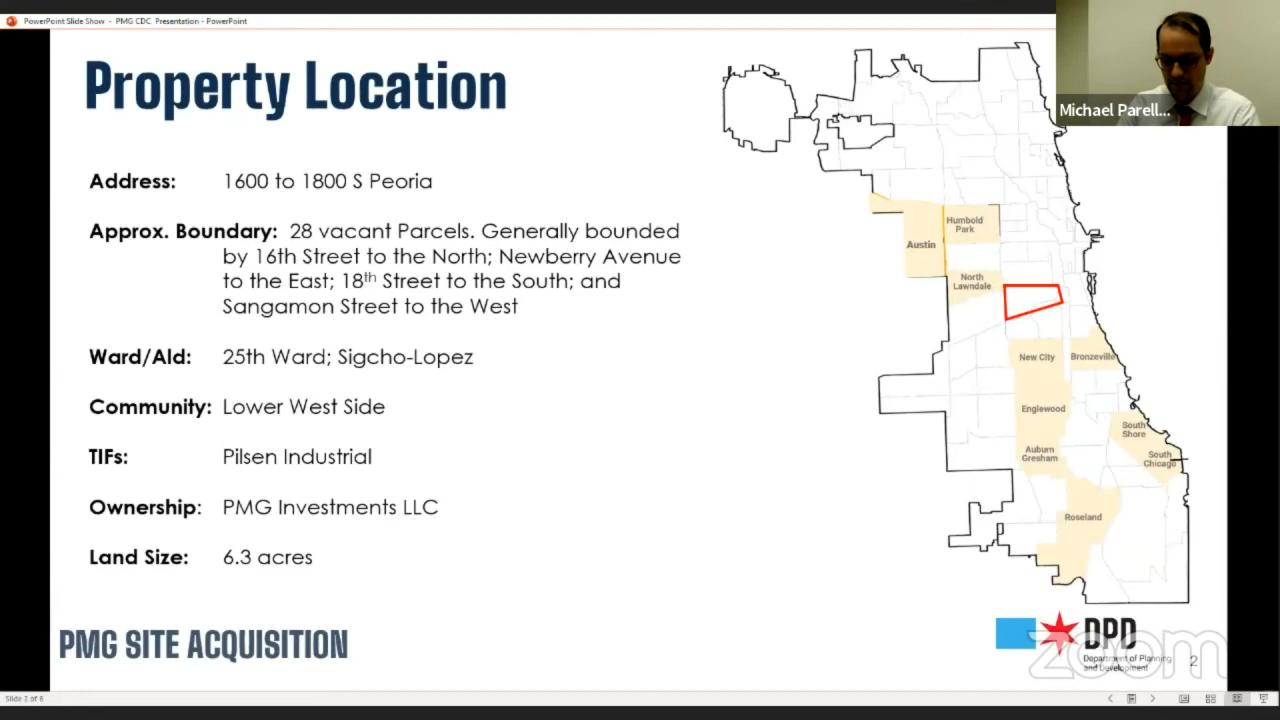 PowerPoint Slide Show - PMG CDC Presentation - PowerPoint
Property Location
Address: 1600 to 1800 S Peoria
Approx. Boundary: 28 vacant Parcels. Generally bounded
by 16th Street to the North; Newberry Avenue
to the East; 18th Street to the South; and
Sangamon Street to the West
Ward/Ald: 25th Ward; Sigcho-Lopez
Community: Lower West Side
TIFs: Pilsen Industrial
Ownership: PMG Investments LLC
Land Size: 6.3 acres
PMG SITE ACQUISITION
Michael Parell...
Humbold
Park
Austin
North
Lawndale
New City
Bronzeville
Englewood
South
Shore
Auburn
Gresham
South
Chicago
Roseland
DPD
Department of Planning
and Development
zoom
2
Slide 2 of 8